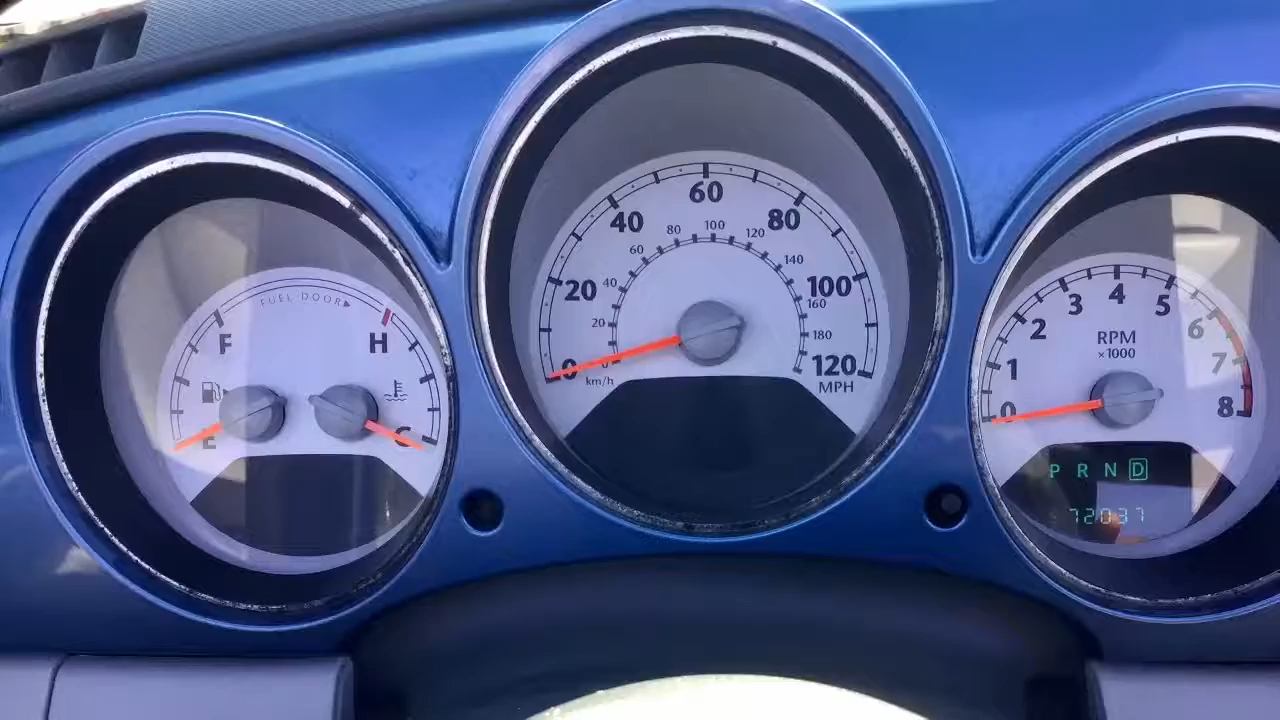 FUEL DOOR▶
F H
E C
60
40 80
20 100
0 120
MPH
100
80 120
60 140
40 160
20 180
0
km/h
4
3 5
2 6
1 7
0 8
RPM
×1000
P R N D
72037